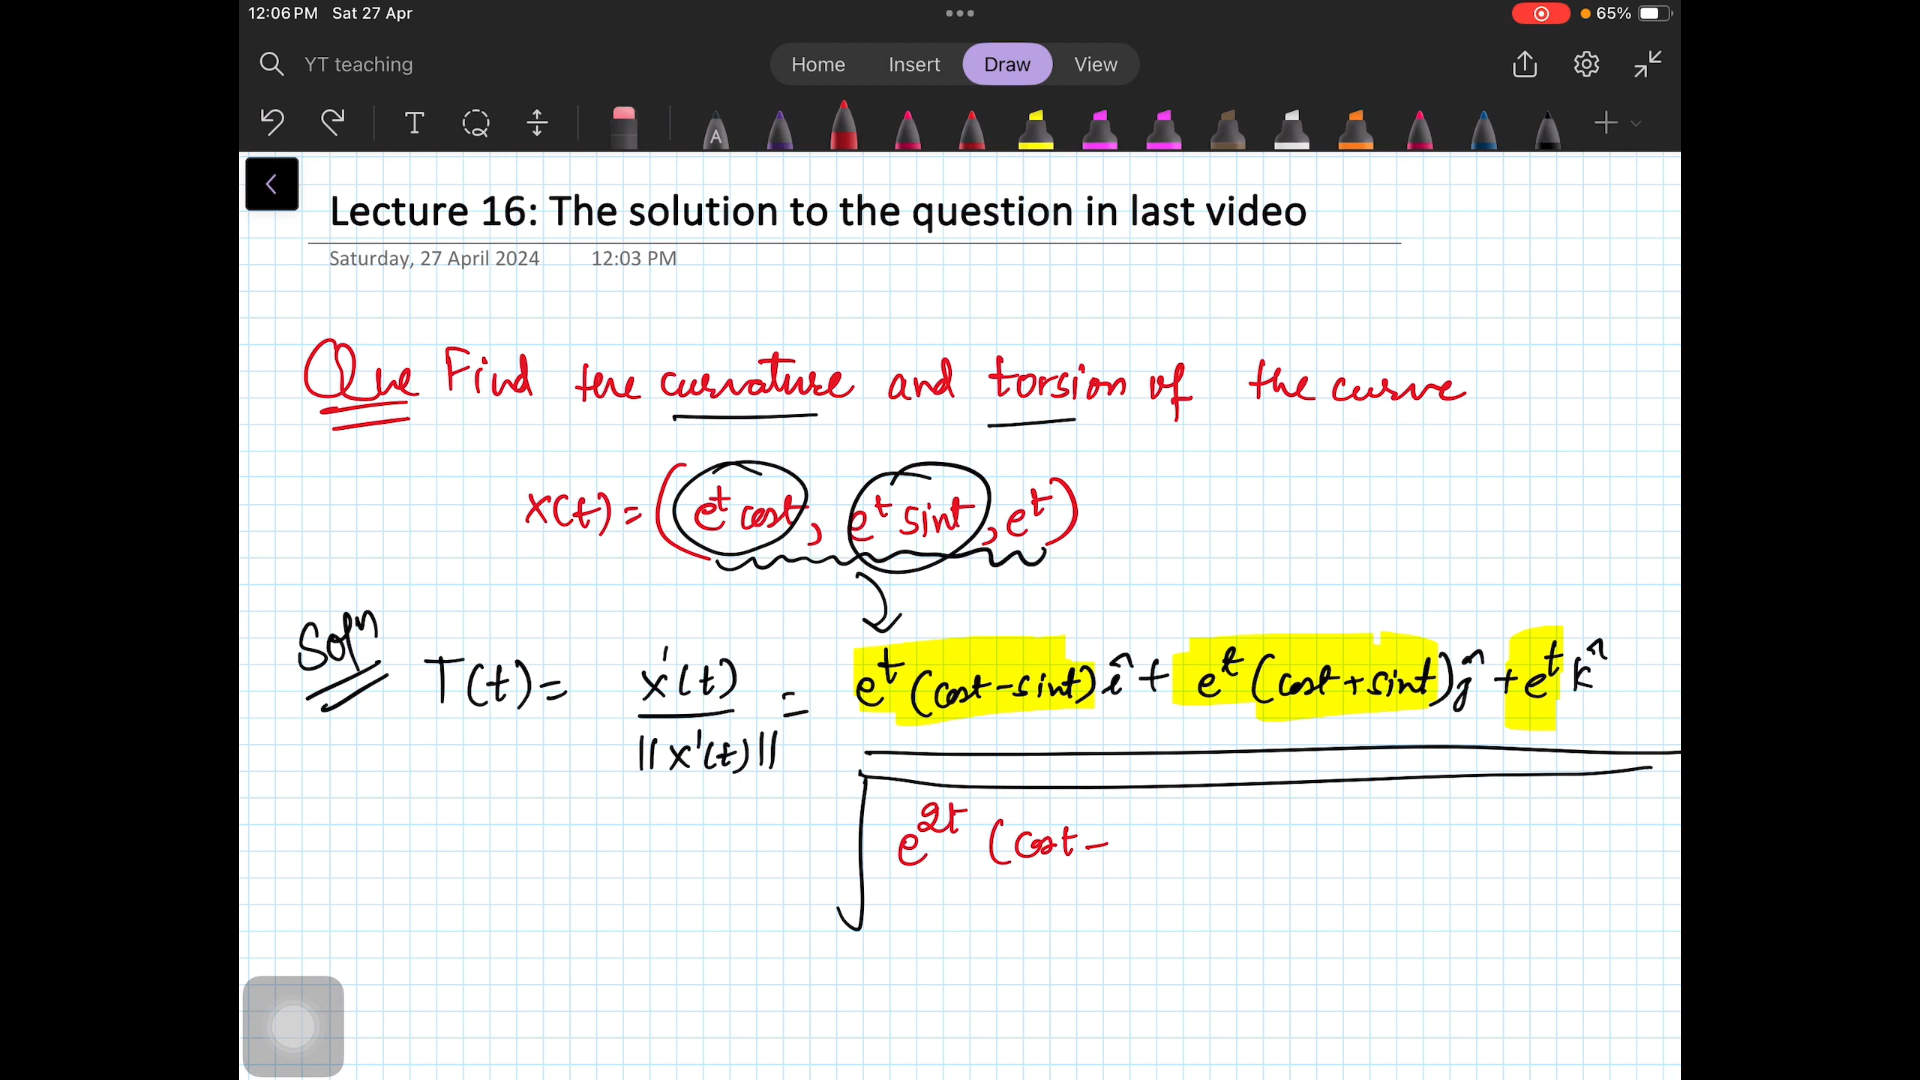 12:06 PM Sat 27 Apr 65%
YT teaching Home Insert Draw View
T A
Lecture 16: The solution to the question in last video
Saturday, 27 April 2024 12:03 PM
Que Find the curvature and torsion of the curve
x(t) = (e^t cost, e^t sint, e^t)
Solⁿ T(t) = x'(t) / ||x'(t)|| = e^t (cost - sint) î + e^t (cost + sint) ĵ + e^t k̂
√ e^2t (cost -